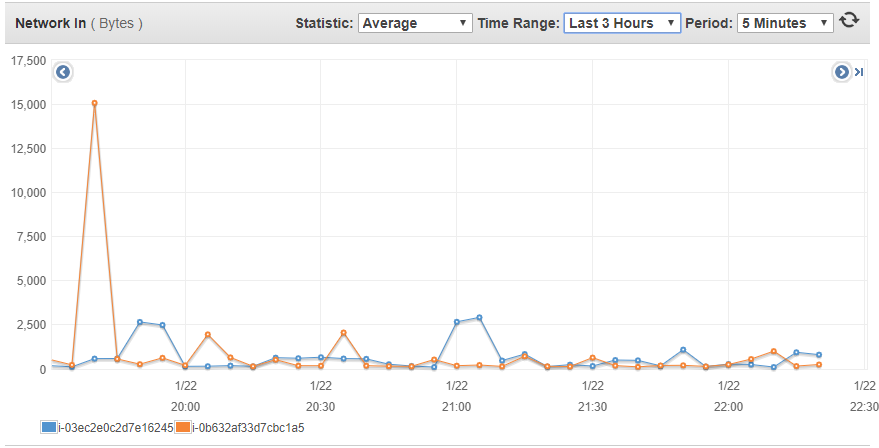 Network In ( Bytes ) Statistic: Average Time Range: Last 3 Hours Period: 5 Minutes
17,500
15,000
12,500
10,000
7,500
5,000
2,500
0
1/22 1/22 1/22 1/22 1/22 1/22
20:00 20:30 21:00 21:30 22:00 22:30
i-03ec2e0c2d7e16245 i-0b632af33d7cbc1a5